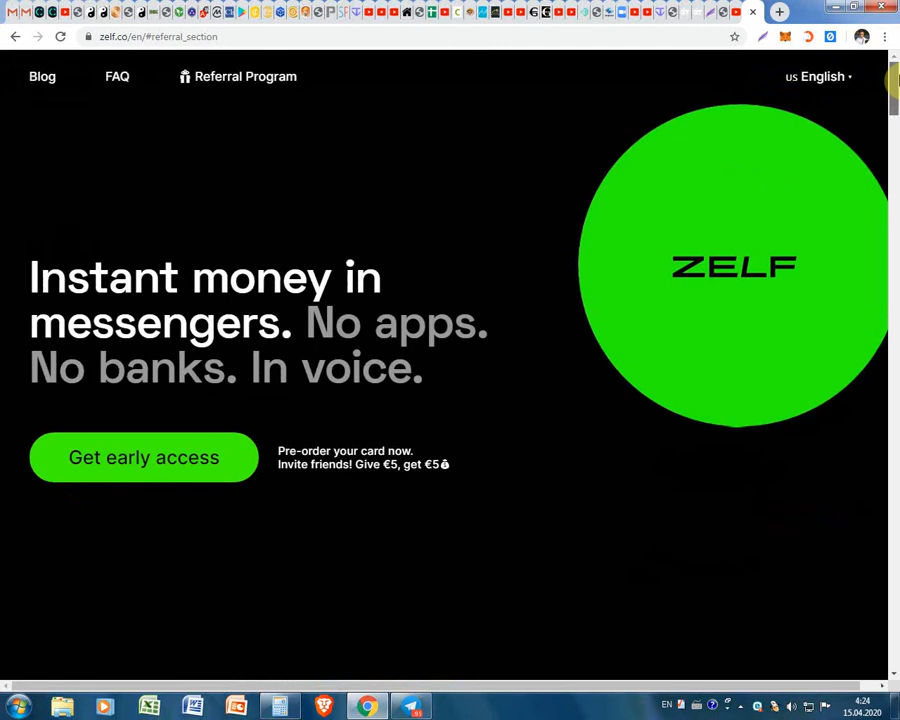 zelf.co/en/#referral_section
Blog
FAQ
Referral Program
US English
ZELF
Instant money in
messengers. No apps.
No banks. In voice.
Get early access
Pre-order your card now.
Invite friends! Give €5, get €5
EN
4:24
15.04.2020